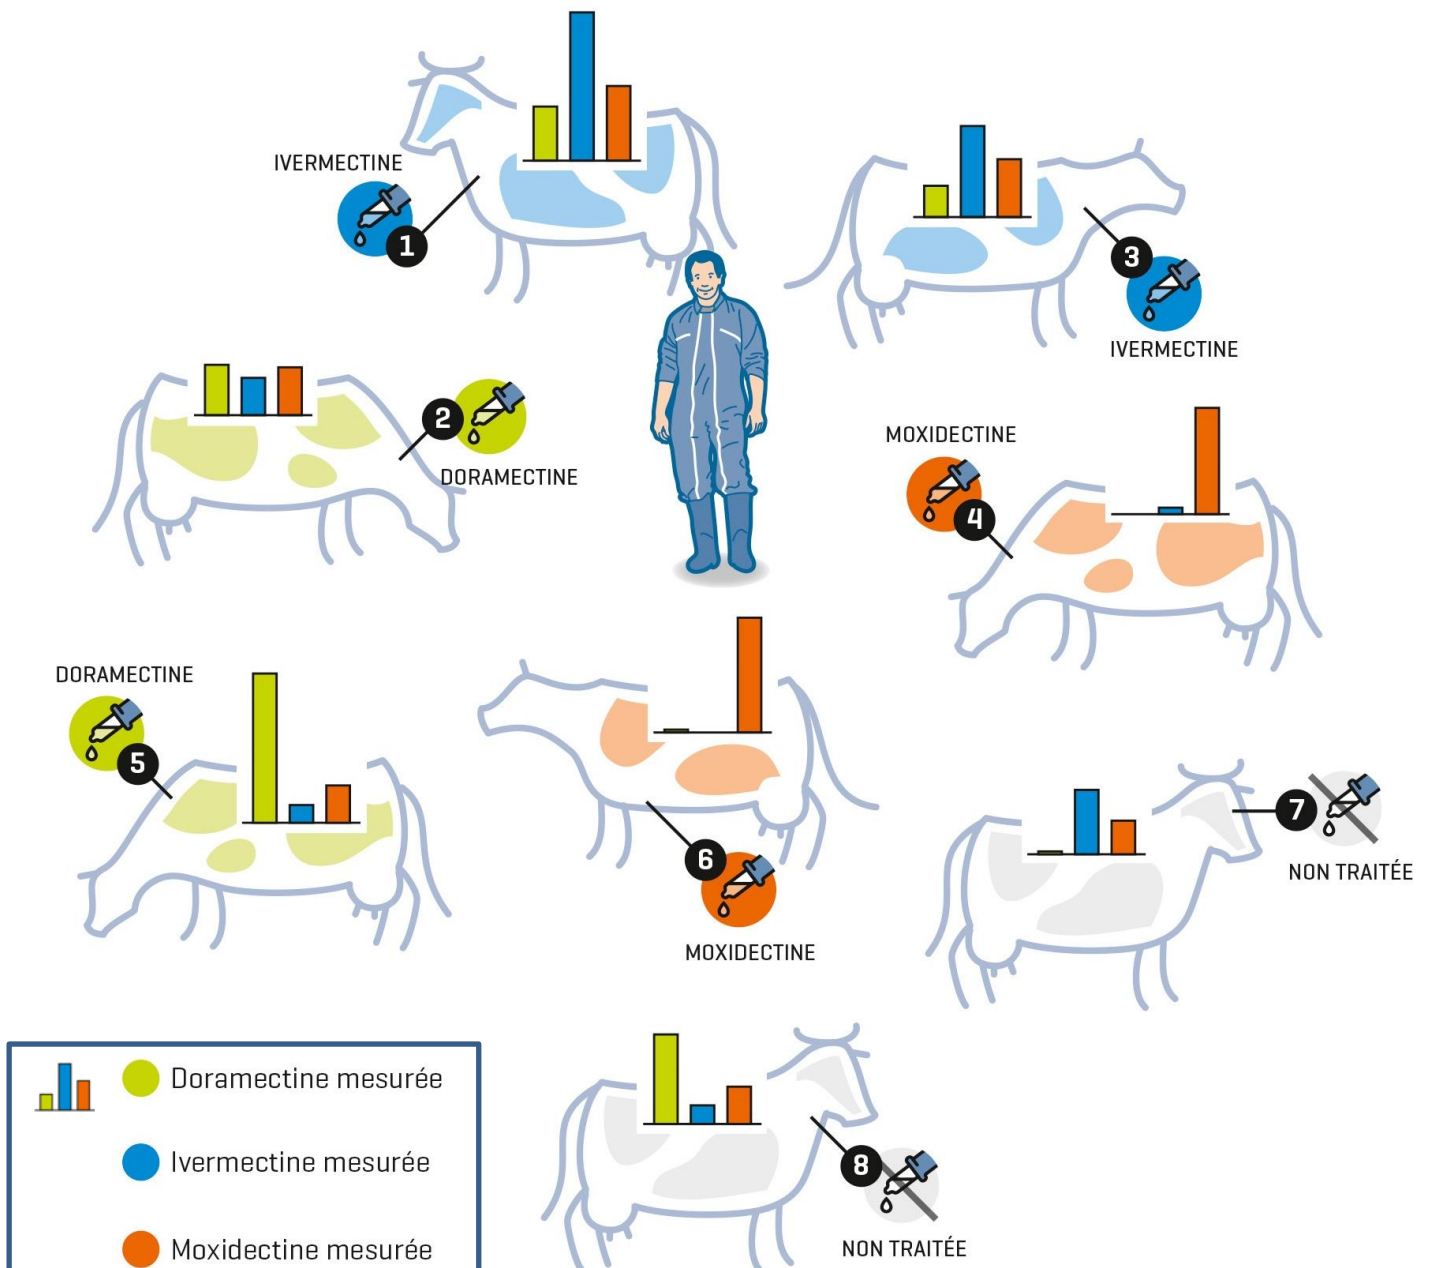 IVERMECTINE
1
3
IVERMECTINE
2
DORAMECTINE
MOXIDECTINE
4
DORAMECTINE
5
6
MOXIDECTINE
7
NON TRAITÉE
8
NON TRAITÉE
Doramectine mesurée
Ivermectine mesurée
Moxidectine mesurée